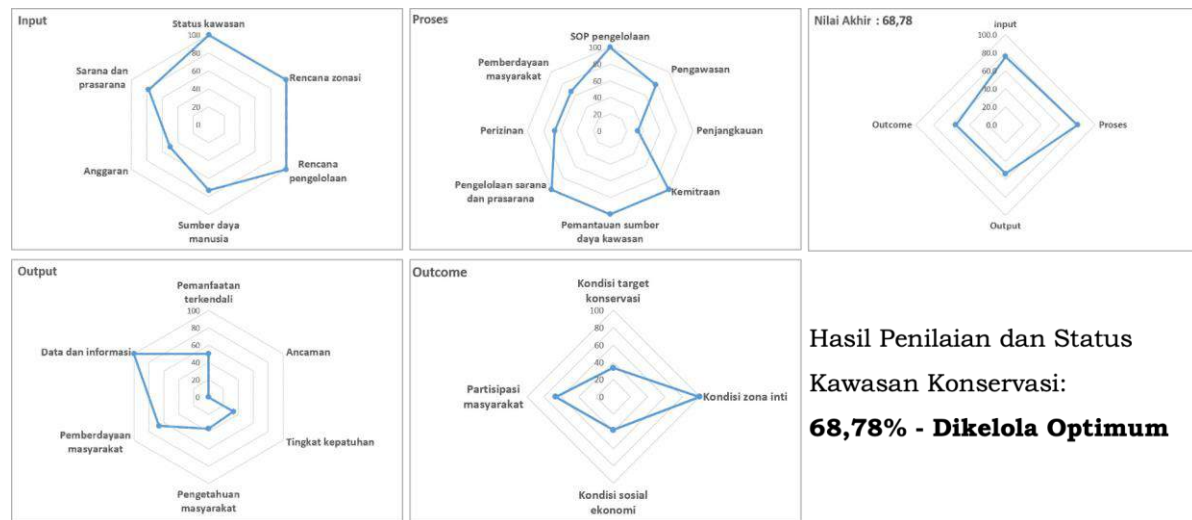 Input
Status kawasan
100
80
60
40
20
0
Rencana zonasi
Rencana
pengelolaan
Sumber daya
manusia
Anggaran
Sarana dan
prasarana
Proses
SOP pengelolaan
100
80
60
40
20
0
Pengawasan
Penjangkauan
Kemitraan
Pemantauan sumber
daya kawasan
Pengelolaan sarana
dan prasarana
Perizinan
Pemberdayaan
masyarakat
Nilai Akhir : 68,78
input
100.0
80.0
60.0
40.0
20.0
0.0
Proses
Output
Outcome
Output
Pemanfaatan
terkendali
100
80
60
40
20
0
Ancaman
Tingkat kepatuhan
Pengetahuan
masyarakat
Pemberdayaan
masyarakat
Data dan informasi
Outcome
Kondisi target
konservasi
100
80
60
40
20
0
Kondisi zona inti
Kondisi sosial
ekonomi
Partisipasi
masyarakat
Hasil Penilaian dan Status
Kawasan Konservasi:
68,78% - Dikelola Optimum